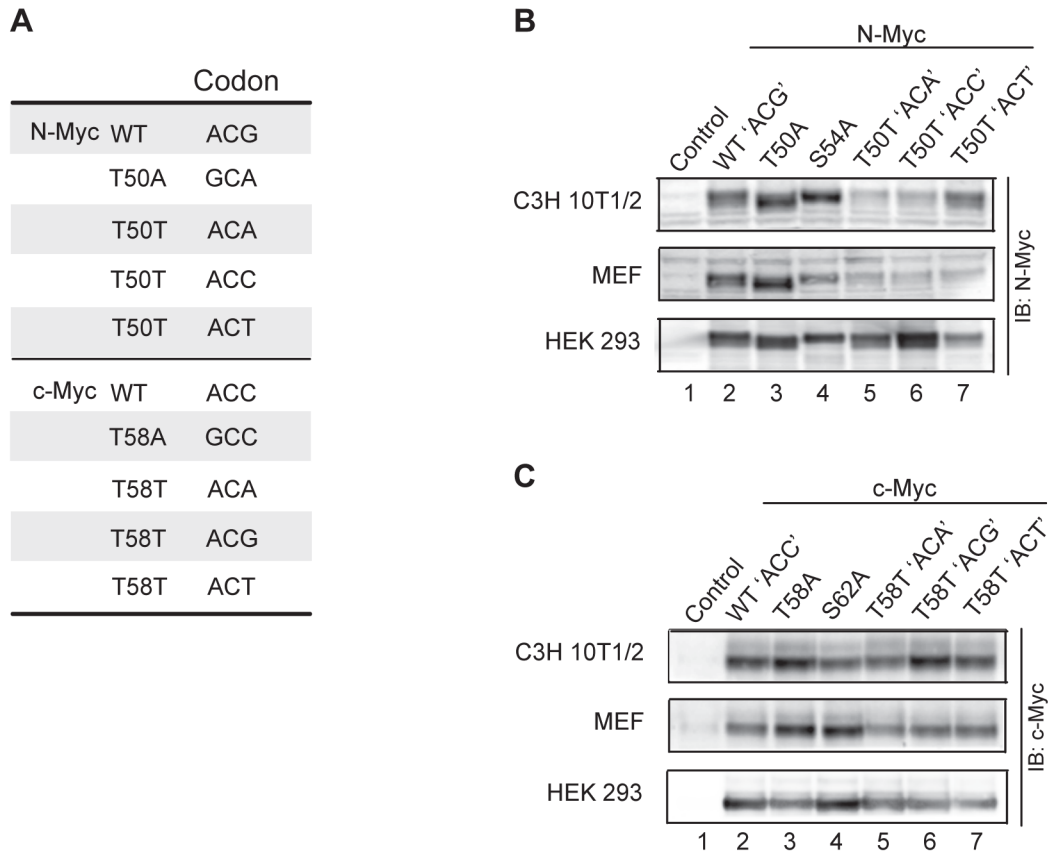 A
Codon
N-Myc WT ACG
T50A GCA
T50T ACA
T50T ACC
T50T ACT
c-Myc WT ACC
T58A GCC
T58T ACA
T58T ACG
T58T ACT
B
N-Myc
Control
WT ‘ACG’
T50A
S54A
T50T ‘ACA’
T50T ‘ACC’
T50T ‘ACT’
C3H 10T1/2
MEF
HEK 293
IB: N-Myc
1 2 3 4 5 6 7
C
c-Myc
Control
WT ‘ACC’
T58A
S62A
T58T ‘ACA’
T58T ‘ACG’
T58T ‘ACT’
C3H 10T1/2
MEF
HEK 293
IB: c-Myc
1 2 3 4 5 6 7